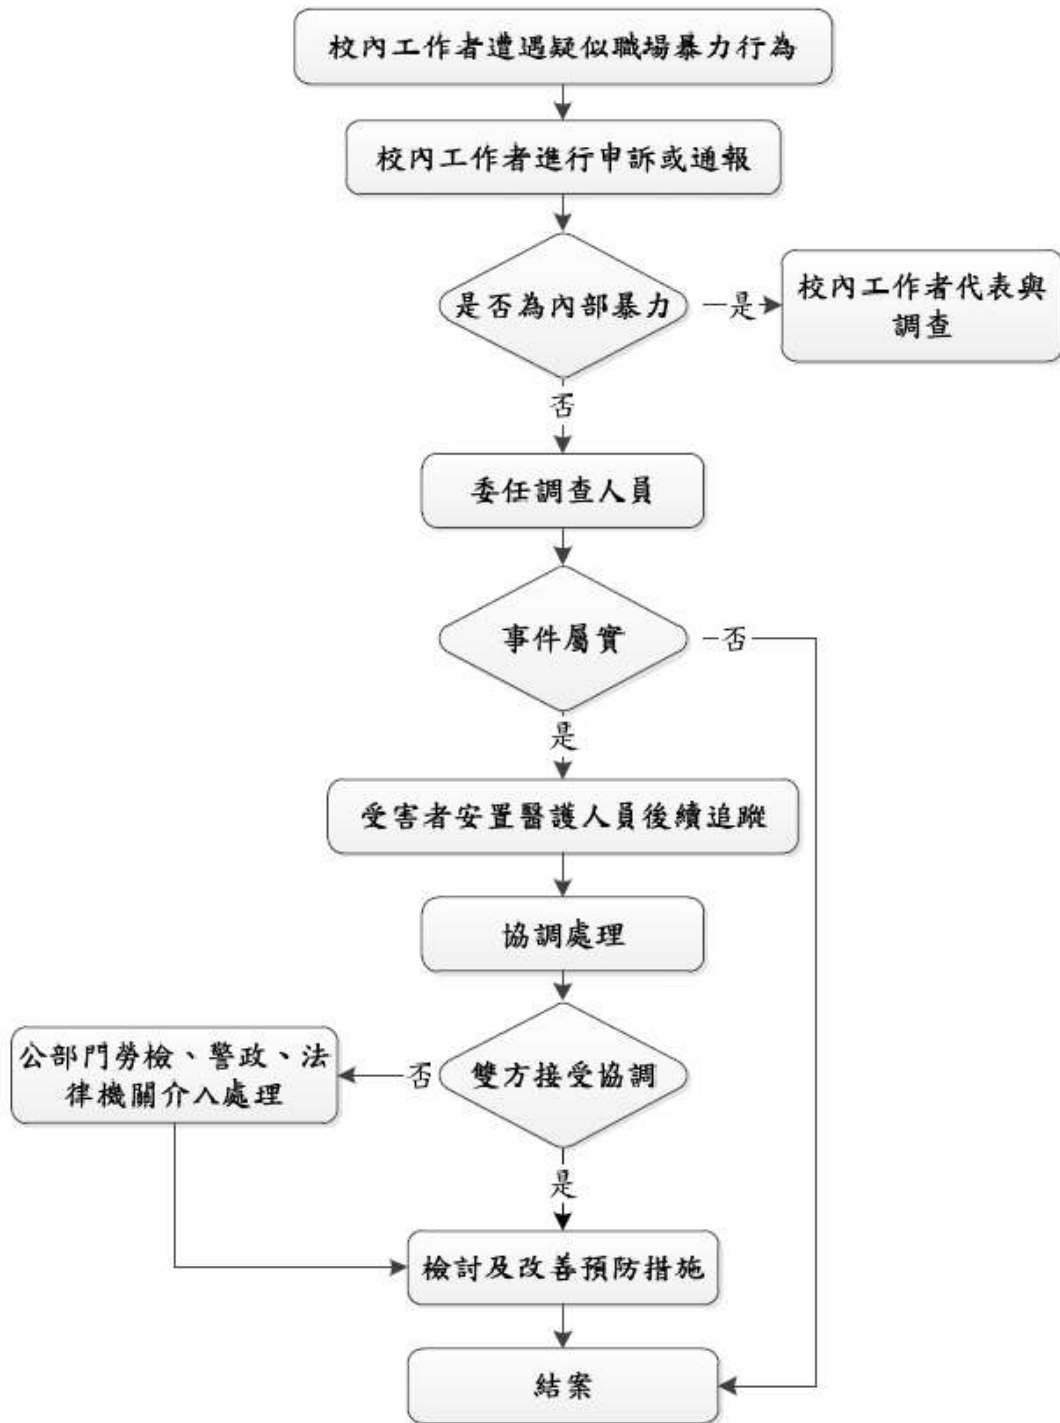 校內工作者遭遇疑似職場暴力行為
校內工作者進行申訴或通報
是否為內部暴力
是
校內工作者代表與
調查
否
委任調查人員
事件屬實
否
是
受害者安置醫護人員後續追蹤
協調處理
雙方接受協調
否
公部門勞檢、警政、法
律機關介入處理
是
檢討及改善預防措施
結案